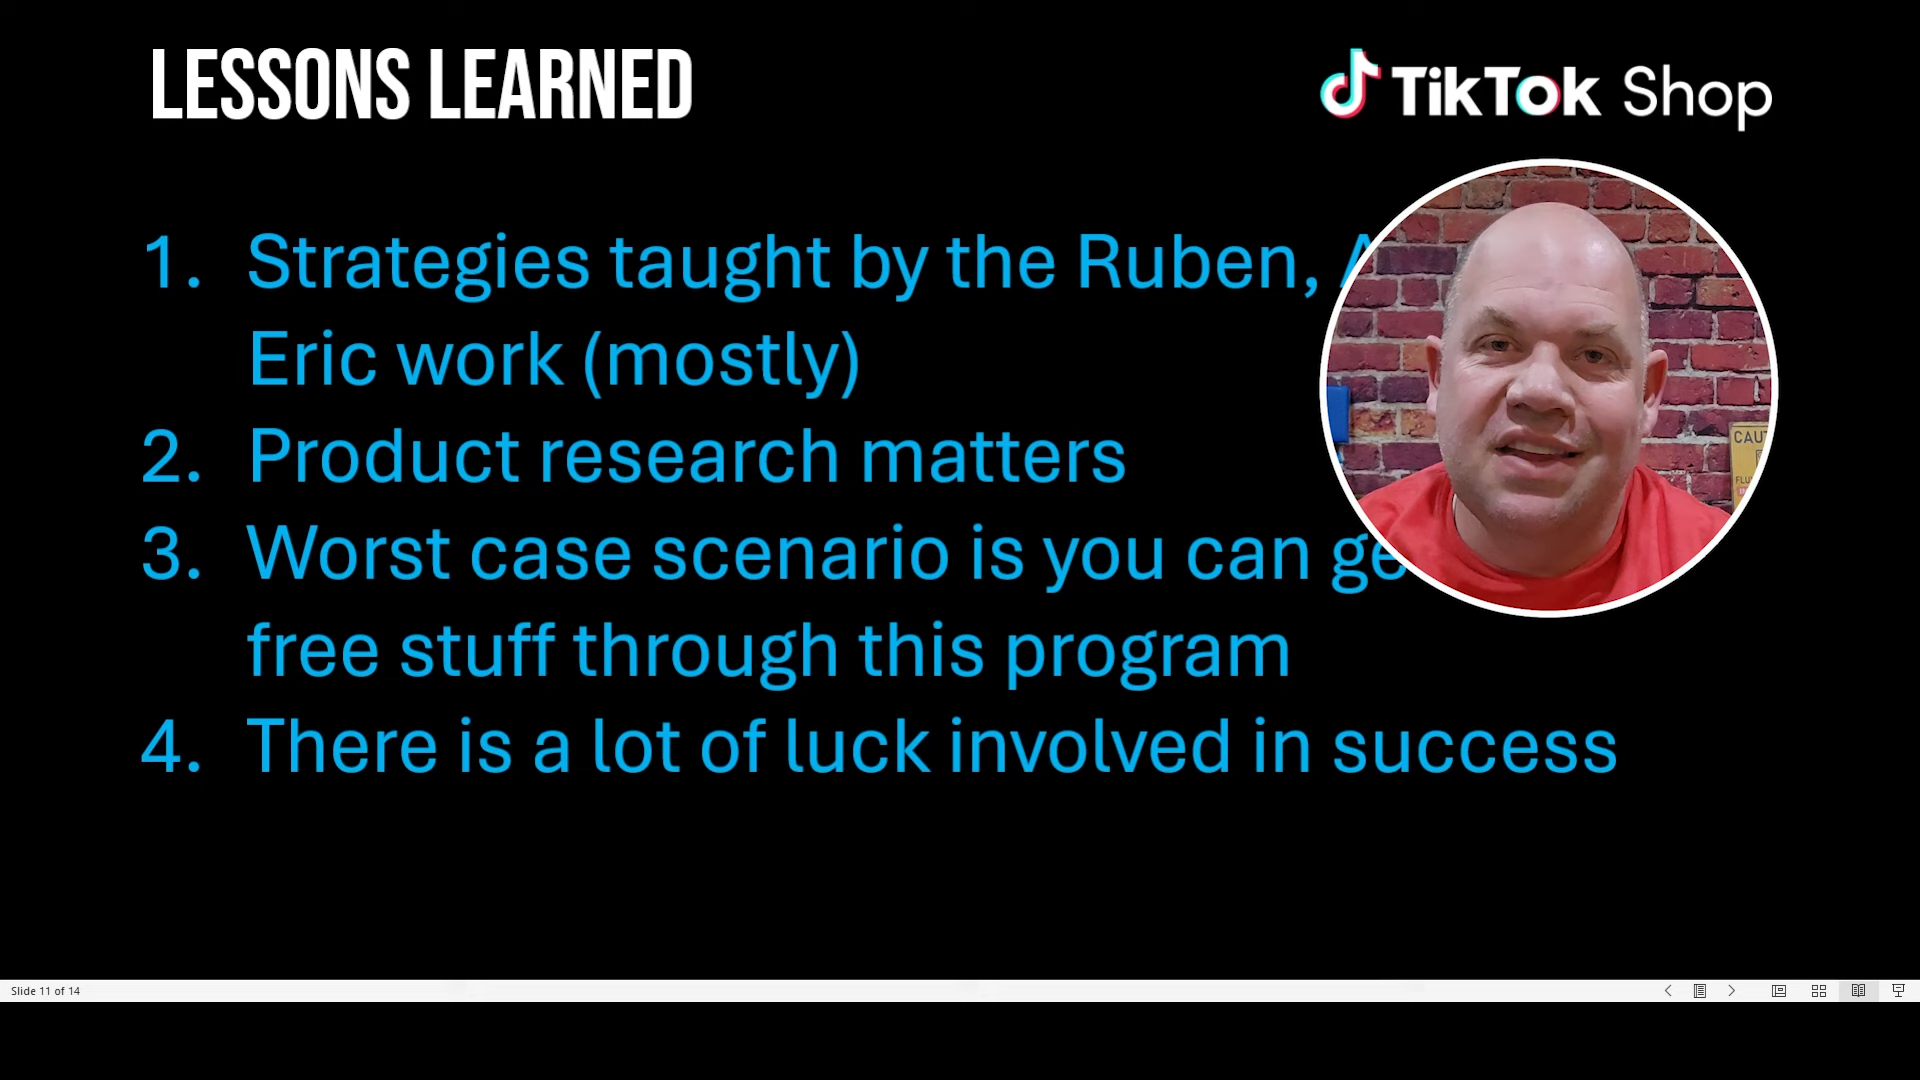 LESSONS LEARNED
TikTok Shop
1. Strategies taught by the Ruben,
Eric work (mostly)
2. Product research matters
3. Worst case scenario is you can
free stuff through this program
4. There is a lot of luck involved in success
CAU
Slide 11 of 14